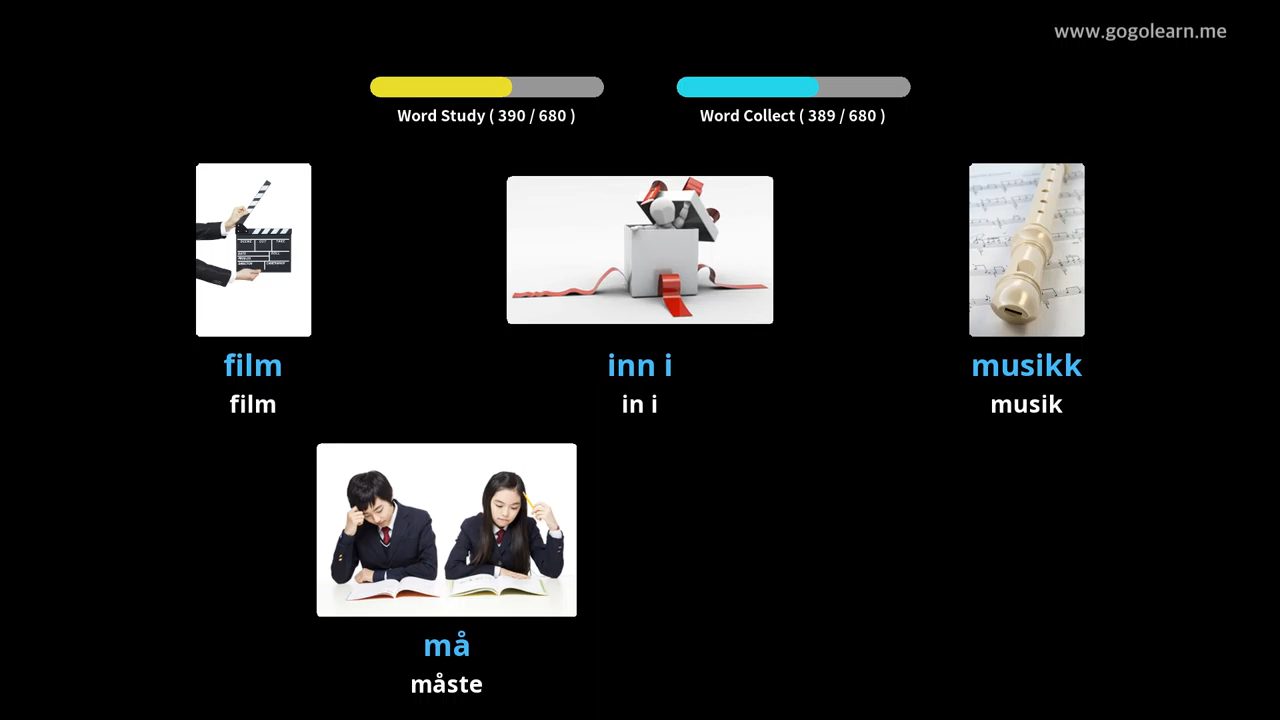 www.gogolearn.me
Word Study ( 390 / 680 )
Word Collect ( 389 / 680 )
film
film
inn i
in i
musikk
musik
må
måste